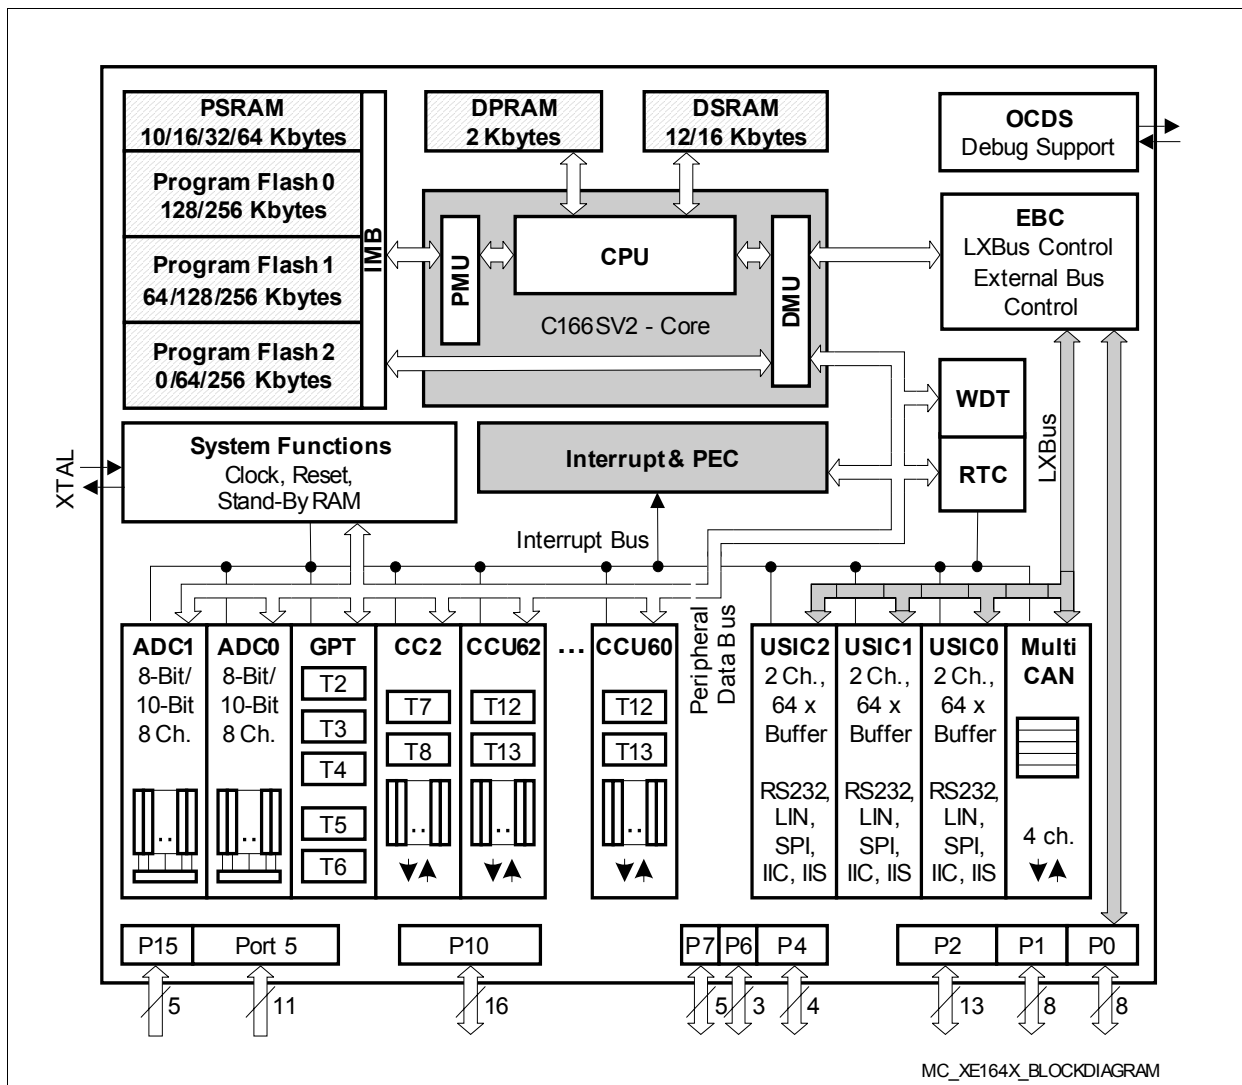 PSRAM
10/16/32/64 Kbytes
Program Flash 0
128/256 Kbytes
Program Flash 1
64/128/256 Kbytes
Program Flash 2
0/64/256 Kbytes
IMB
DPRAM
2 Kbytes
DSRAM
12/16 Kbytes
OCDS
Debug Support
PMU
CPU
DMU
C166SV2 - Core
EBC
LXBus Control
External Bus
Control
WDT
RTC
LXBus
XTAL
System Functions
Clock, Reset,
Stand-By RAM
Interrupt & PEC
Interrupt Bus
Peripheral
Data Bus
ADC1
8-Bit/
10-Bit
8 Ch.
..
ADC0
8-Bit/
10-Bit
8 Ch.
..
GPT
T2
T3
T4
T5
T6
CC2
T7
T8
..
CCU62
T12
T13
..
...
CCU60
T12
T13
..
USIC2
2 Ch.,
64 x
Buffer
RS232,
LIN,
SPI,
IIC, IIS
USIC1
2 Ch.,
64 x
Buffer
RS232,
LIN,
SPI,
IIC, IIS
USIC0
2 Ch.,
64 x
Buffer
RS232,
LIN,
SPI,
IIC, IIS
Multi
CAN
4 ch.
P15
Port 5
P10
P7
P6
P4
P2
P1
P0
5
11
16
5
3
4
13
8
8
MC_XE164X_BLOCKDIAGRAM